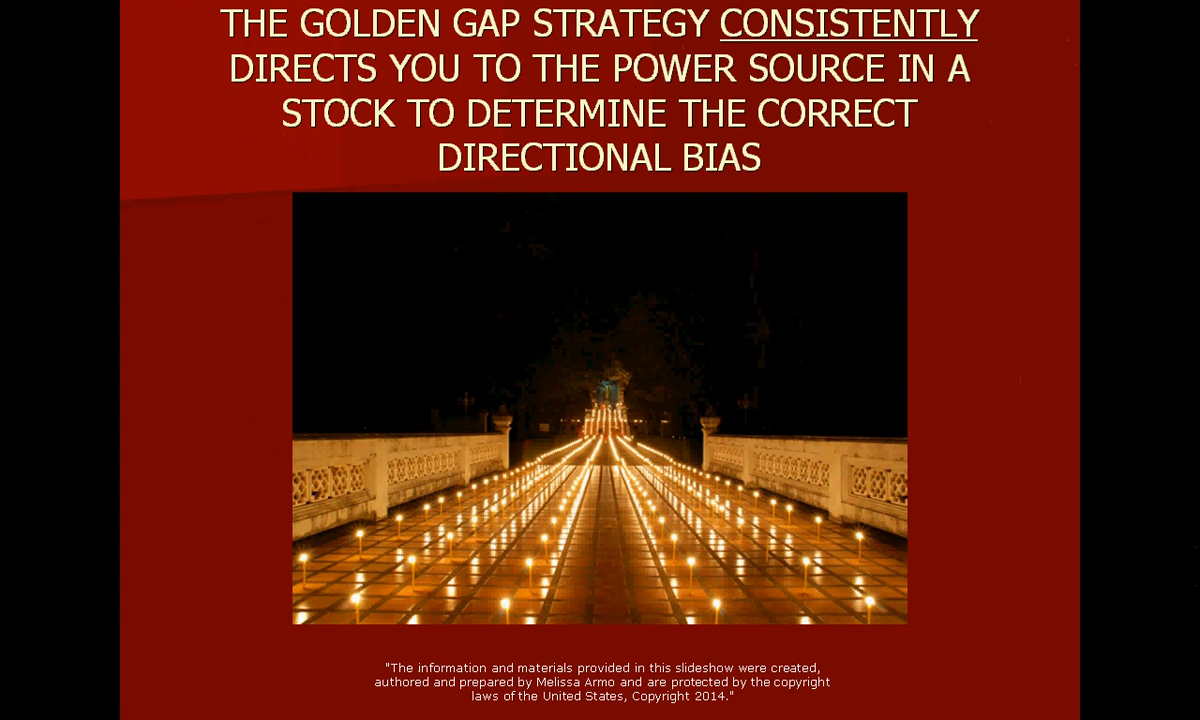 THE GOLDEN GAP STRATEGY CONSISTENTLY
DIRECTS YOU TO THE POWER SOURCE IN A
STOCK TO DETERMINE THE CORRECT
DIRECTIONAL BIAS
"The information and materials provided in this slideshow were created,
authored and prepared by Melissa Armo and are protected by the copyright
laws of the United States, Copyright 2014."